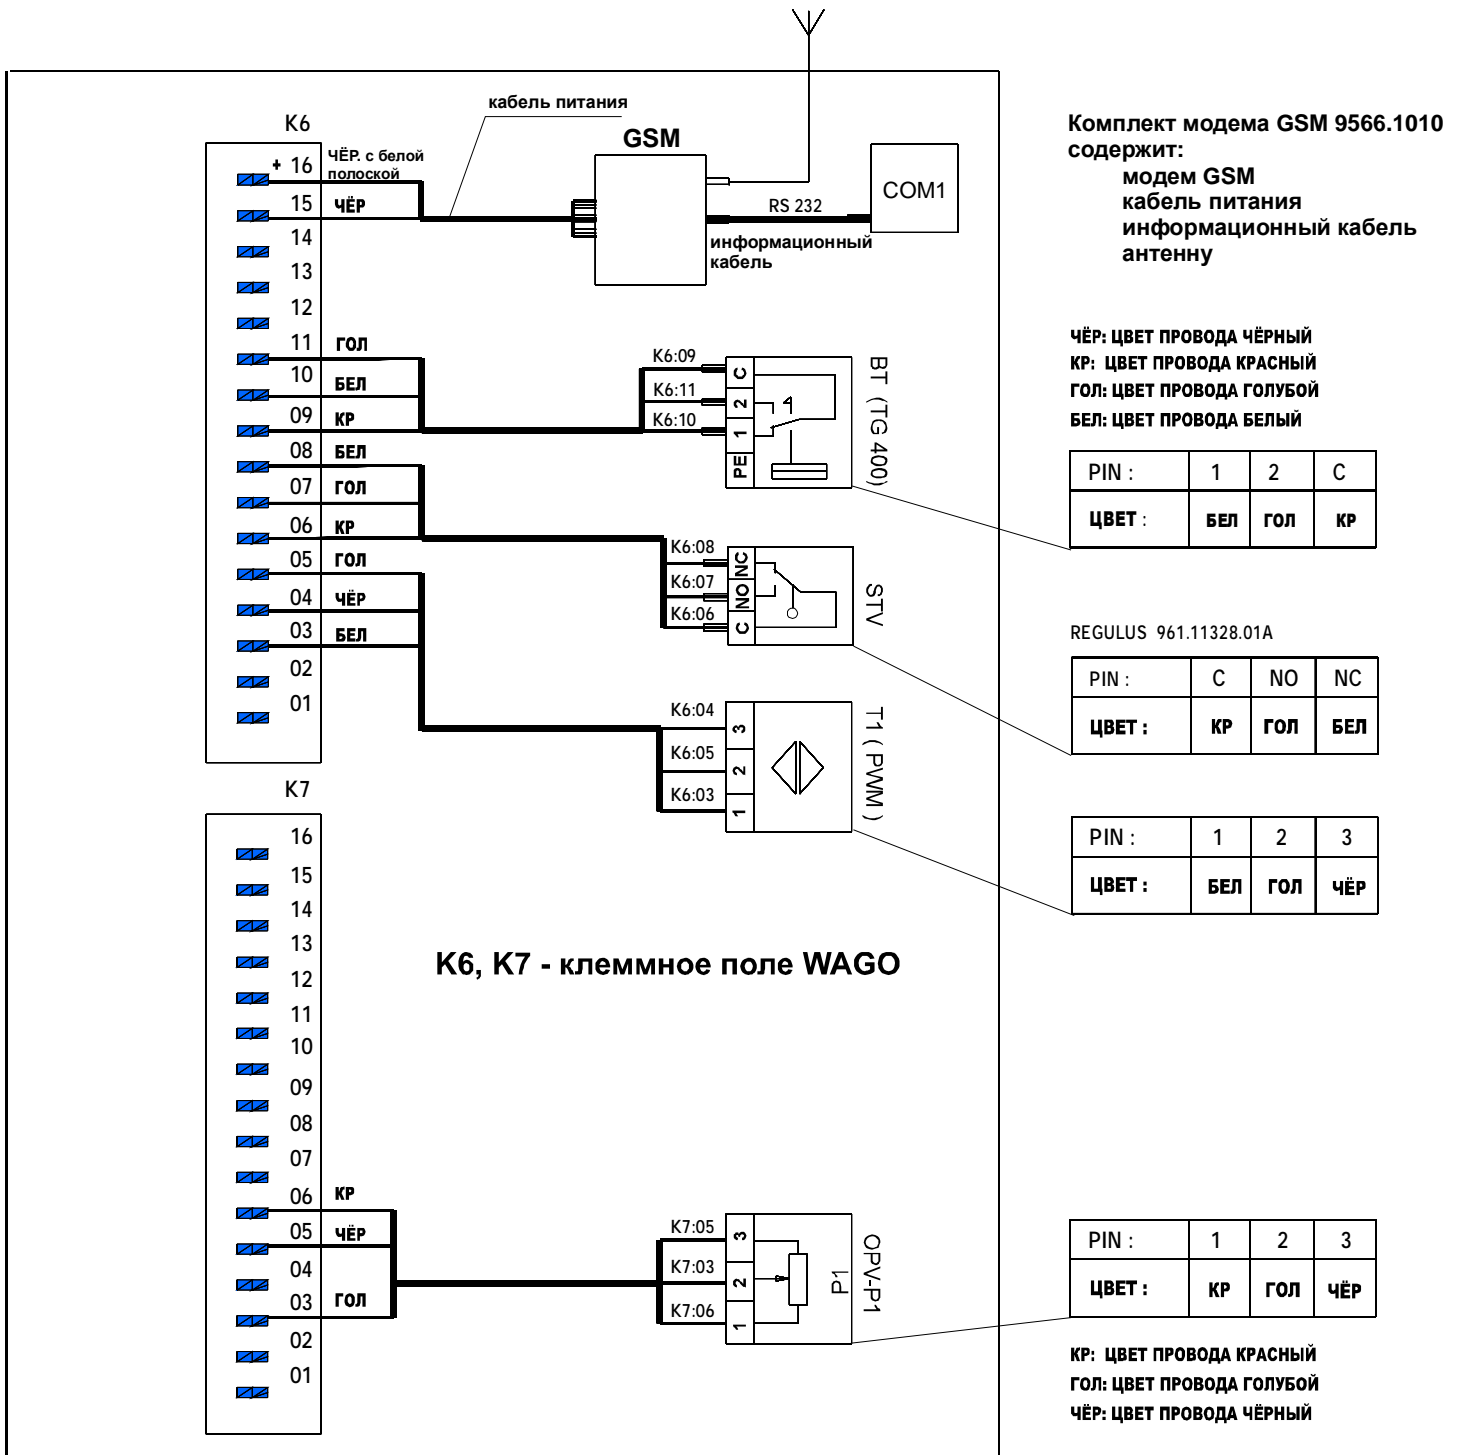 K6
+ 16
ЧЁР. с белой
полоской
15
ЧЁР
14
13
12
11
ГОЛ
10
БЕЛ
09
КР
08
БЕЛ
07
ГОЛ
06
КР
05
ГОЛ
04
ЧЁР
03
БЕЛ
02
01
кабель питания
GSM
RS 232
информационный
кабель
COM1
K6:09
K6:11
K6:10
C
2
1
PE
BT (TG 400)
K6:08
K6:07
K6:06
NC
NO
C
STV
K6:04
K6:05
K6:03
3
2
1
T1 ( PWM )
K7
16
15
14
13
12
11
10
09
08
07
06
КР
05
ЧЁР
04
03
ГОЛ
02
01
K6, K7 - клеммное поле WAGO
K7:05
K7:03
K7:06
3
2
1
P1
OPV-P1
Комплект модема GSM 9566.1010
содержит:
модем GSM
кабель питания
информационный кабель
антенну
ЧЁР: ЦВЕТ ПРОВОДА ЧЁРНЫЙ
КР: ЦВЕТ ПРОВОДА КРАСНЫЙ
ГОЛ: ЦВЕТ ПРОВОДА ГОЛУБОЙ
БЕЛ: ЦВЕТ ПРОВОДА БЕЛЫЙ
PIN : 1 2 C
ЦВЕТ : БЕЛ ГОЛ КР
REGULUS 961.11328.01A
PIN : C NO NC
ЦВЕТ : КР ГОЛ БЕЛ
PIN : 1 2 3
ЦВЕТ : БЕЛ ГОЛ ЧЁР
PIN : 1 2 3
ЦВЕТ : КР ГОЛ ЧЁР
КР: ЦВЕТ ПРОВОДА КРАСНЫЙ
ГОЛ: ЦВЕТ ПРОВОДА ГОЛУБОЙ
ЧЁР: ЦВЕТ ПРОВОДА ЧЁРНЫЙ